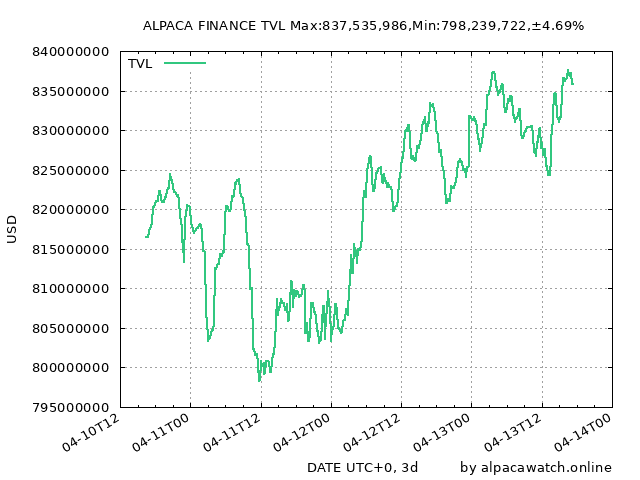 ALPACA FINANCE TVL Max:837,535,986,Min:798,239,722,±4.69%
TVL
840000000
835000000
830000000
825000000
820000000
815000000
810000000
805000000
800000000
795000000
USD
04-10T12
04-11T00
04-11T12
04-12T00
04-12T12
04-13T00
04-13T12
04-14T00
DATE UTC+0, 3d
by alpacawatch.online